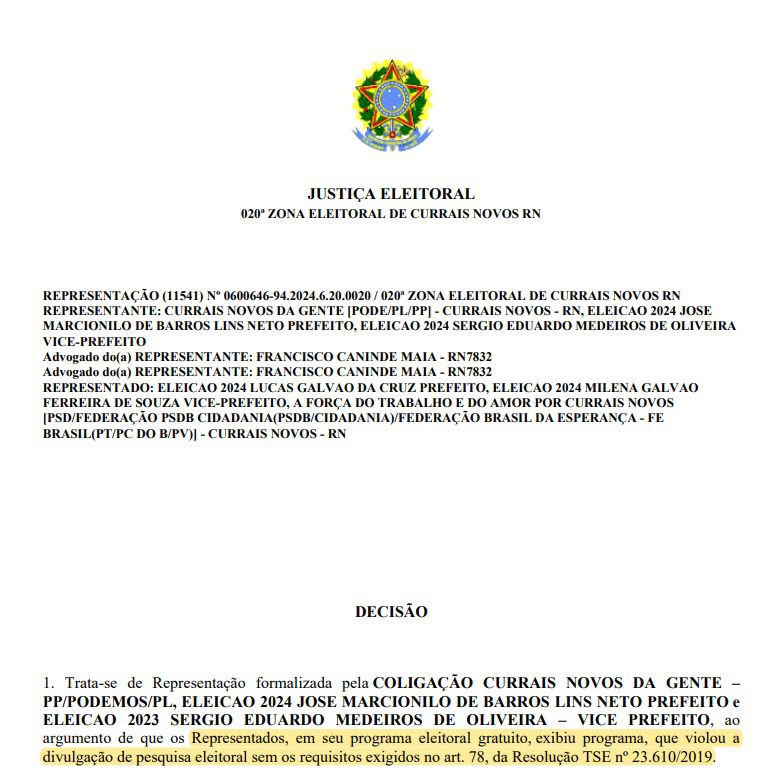 JUSTIÇA ELEITORAL
020ª ZONA ELEITORAL DE CURRAIS NOVOS RN
REPRESENTAÇÃO (11541) Nº 0600646-94.2024.6.20.0020 / 020ª ZONA ELEITORAL DE CURRAIS NOVOS RN
REPRESENTANTE: CURRAIS NOVOS DA GENTE [PODE/PL/PP] - CURRAIS NOVOS - RN, ELEICAO 2024 JOSE
MARCIONILO DE BARROS LINS NETO PREFEITO, ELEICAO 2024 SERGIO EDUARDO MEDEIROS DE OLIVEIRA
VICE-PREFEITO
Advogado do(a) REPRESENTANTE: FRANCISCO CANINDE MAIA - RN7832
Advogado do(a) REPRESENTANTE: FRANCISCO CANINDE MAIA - RN7832
REPRESENTADO: ELEICAO 2024 LUCAS GALVAO DA CRUZ PREFEITO, ELEICAO 2024 MILENA GALVAO
FERREIRA DE SOUZA VICE-PREFEITO, A FORÇA DO TRABALHO E DO AMOR POR CURRAIS NOVOS
[PSD/FEDERAÇÃO PSDB CIDADANIA(PSDB/CIDADANIA)/FEDERAÇÃO BRASIL DA ESPERANÇA - FE
BRASIL(PT/PC DO B/PV)] - CURRAIS NOVOS - RN
DECISÃO
1. Trata-se de Representação formalizada pela COLIGAÇÃO CURRAIS NOVOS DA GENTE –
PP/PODEMOS/PL, ELEICAO 2024 JOSE MARCIONILO DE BARROS LINS NETO PREFEITO e
ELEICAO 2023 SERGIO EDUARDO MEDEIROS DE OLIVEIRA – VICE PREFEITO, ao
argumento de que os Representados, em seu programa eleitoral gratuito, exibiu programa, que violou a
divulgação de pesquisa eleitoral sem os requisitos exigidos no art. 78, da Resolução TSE nº 23.610/2019.